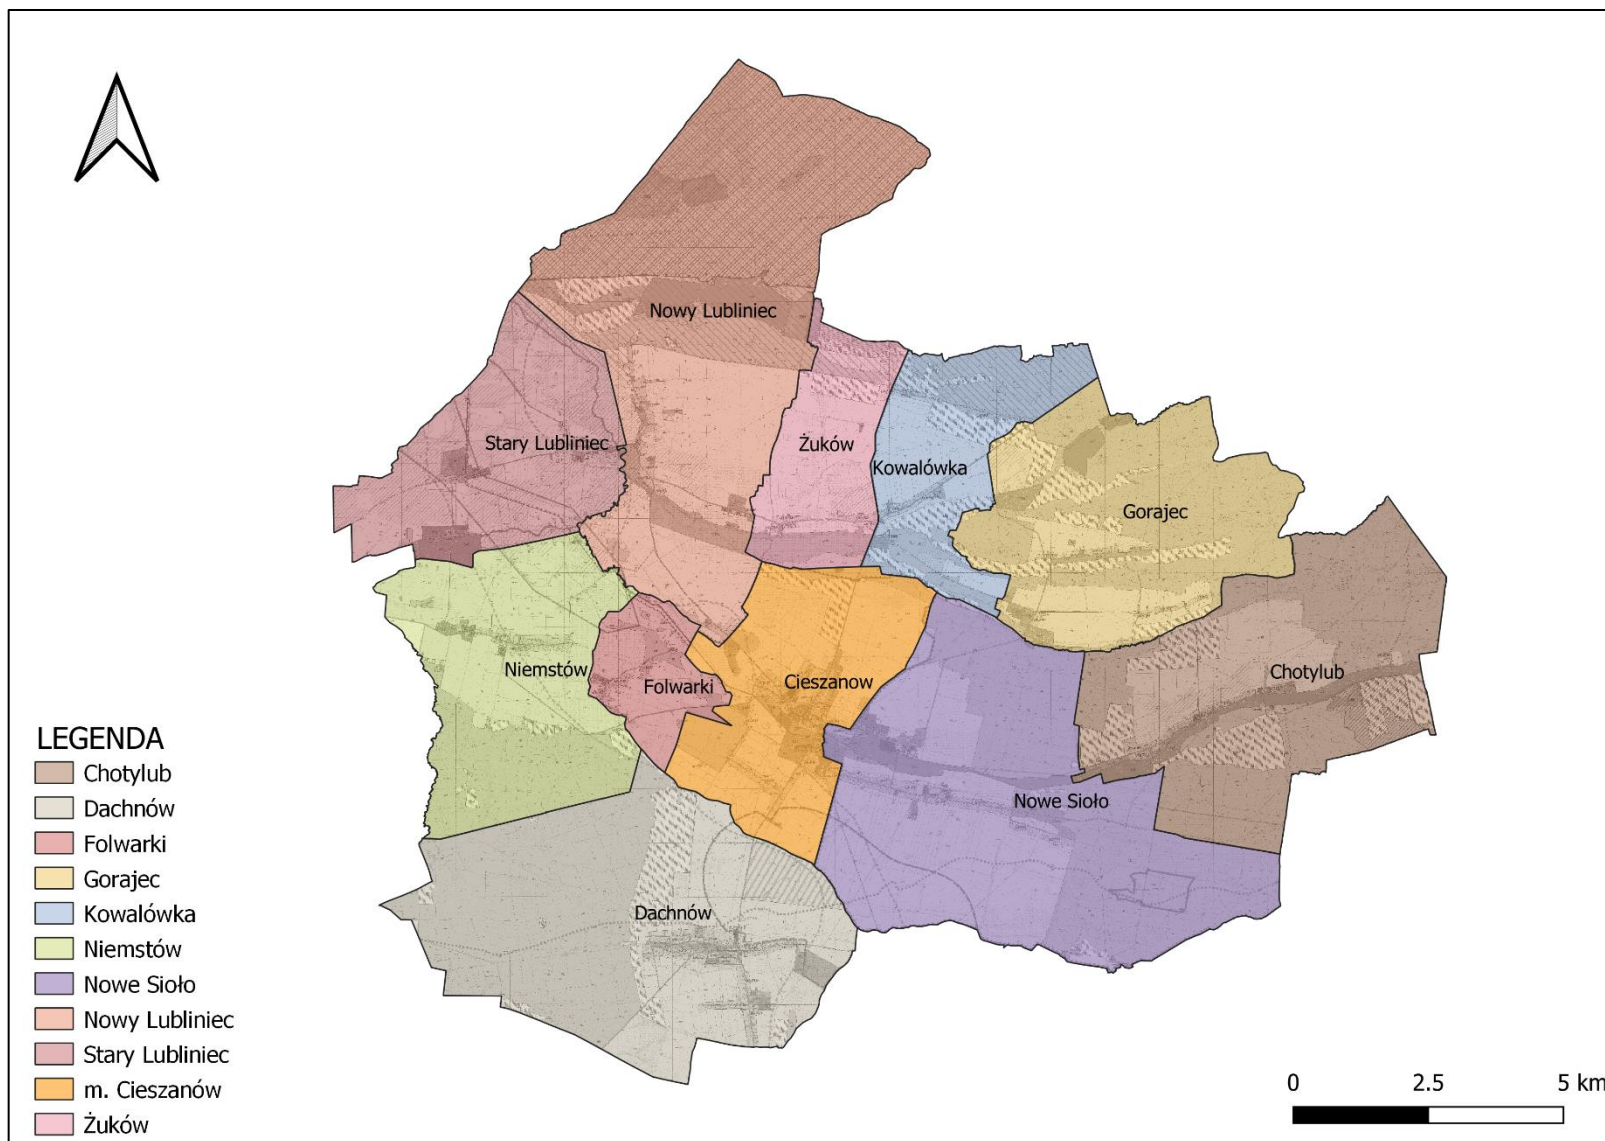 Nowy Lubliniec
Stary Lubliniec
Żuków
Kowalówka
Gorajec
Niemstów
Folwarki
Cieszanow
Chotylub
Nowe Sioło
Dachnów
LEGENDA
Chotylub
Dachnów
Folwarki
Gorajec
Kowalówka
Niemstów
Nowe Sioło
Nowy Lubliniec
Stary Lubliniec
m. Cieszanów
Żuków
0 2.5 5 km